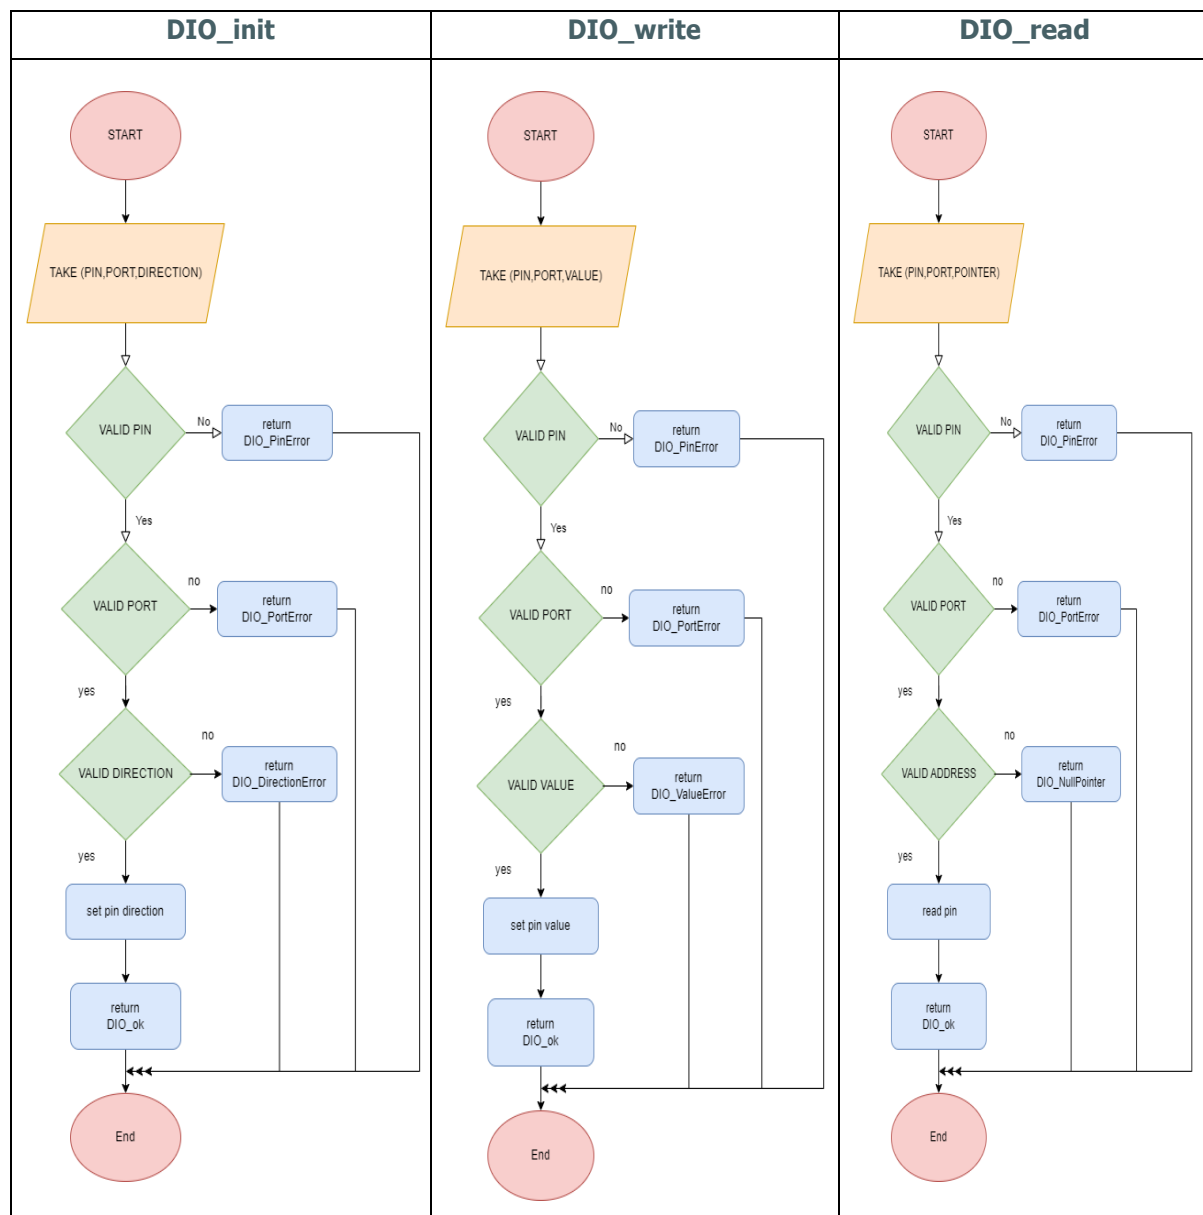 DIO_init
START
TAKE (PIN,PORT,DIRECTION)
VALID PIN
No
return
DIO_PinError
Yes
VALID PORT
no
return
DIO_PortError
yes
VALID DIRECTION
no
return
DIO_DirectionError
yes
set pin direction
return
DIO_ok
End
DIO_write
START
TAKE (PIN,PORT,VALUE)
VALID PIN
No
return
DIO_PinError
Yes
VALID PORT
no
return
DIO_PortError
yes
VALID VALUE
no
return
DIO_ValueError
yes
set pin value
return
DIO_ok
End
DIO_read
START
TAKE (PIN,PORT,POINTER)
VALID PIN
No
return
DIO_PinError
Yes
VALID PORT
no
return
DIO_PortError
yes
VALID ADDRESS
no
return
DIO_NullPointer
yes
read pin
return
DIO_ok
End